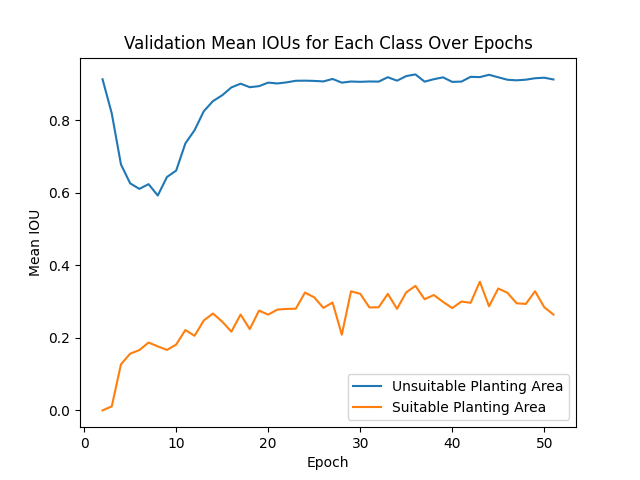 Validation Mean IOUs for Each Class Over Epochs
Mean IOU
0.8
0.6
0.4
0.2
0.0
0
10
20
30
40
50
Epoch
Unsuitable Planting Area
Suitable Planting Area